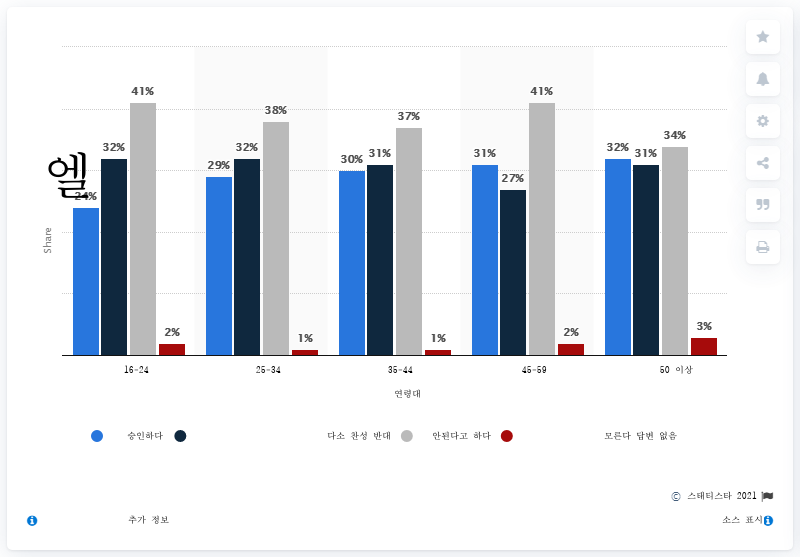 41%
41%
38%
37%
34%
32%
32%
32%
31%
31%
31%
30%
29%
27%
24%
엘
Share
2%
1%
1%
2%
3%
16-24
25-34
35-44
45-59
50 이상
연령대
승인하다
다소 찬성 반대
안된다고 하다
모른다 답변 없음
© 스태티스타 2021
추가 정보
소스 표시